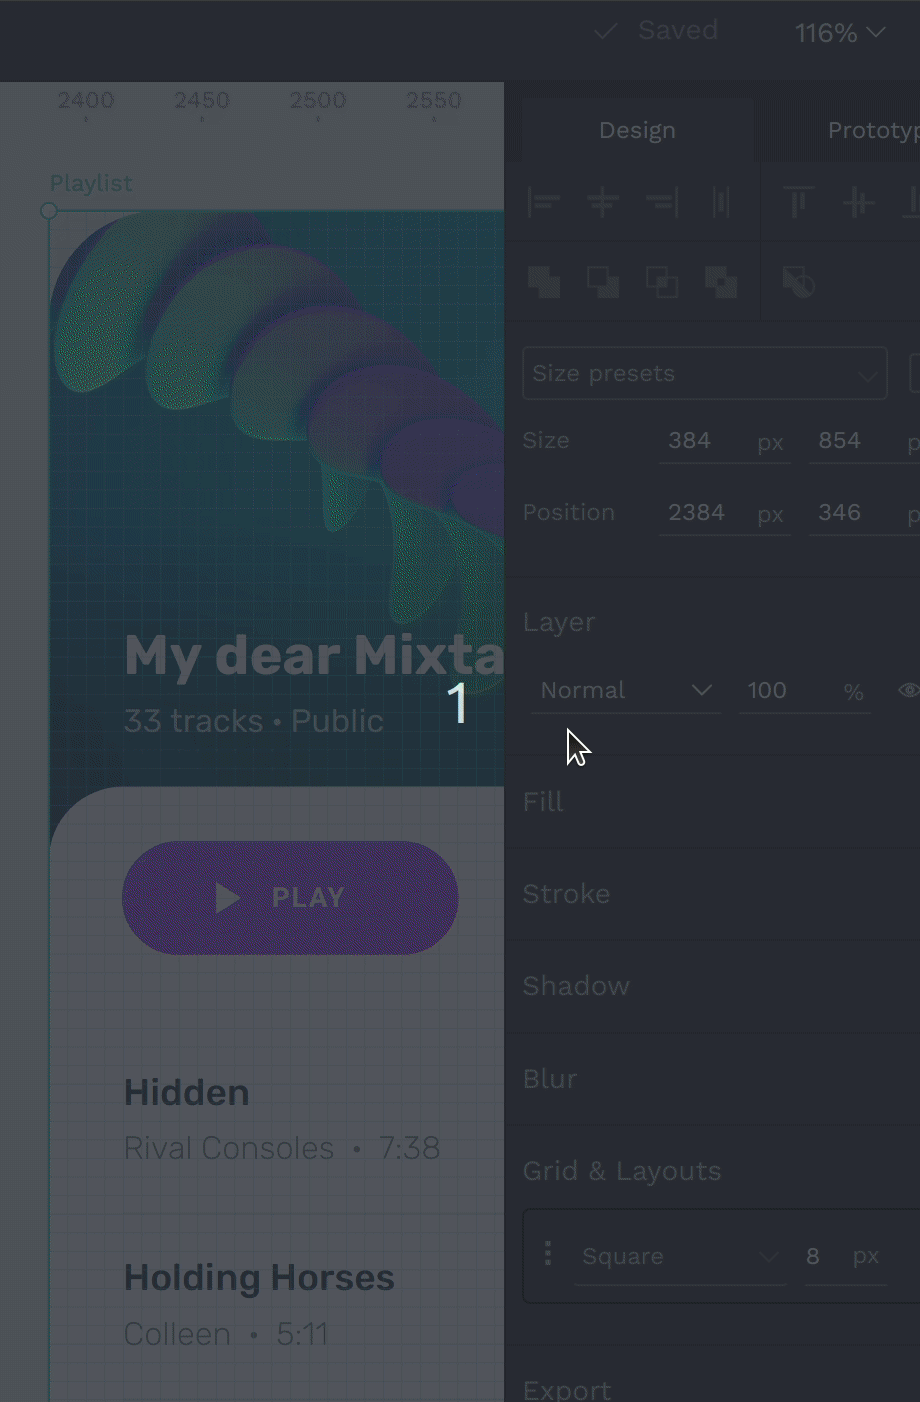 Saved 116%
2400 2450 2500 2550
Design
Playlist
Size presets
Size 384 px 854
Position 2384 px 346
My dear Mixta
33 tracks • Public
1
Layer
Normal 100 %
Fill
PLAY
Stroke
Shadow
Blur
Hidden
Rival Consoles • 7:38
Grid & Layouts
Square 8 px
Holding Horses
Colleen • 5:11
Export